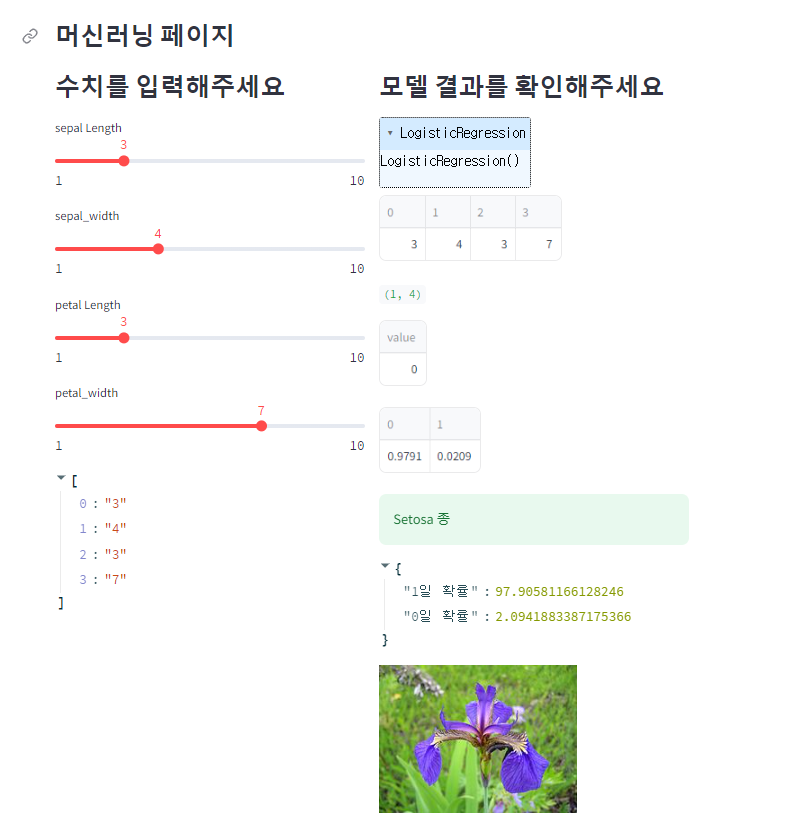 머신러닝 페이지
수치를 입력해주세요
sepal Length
3
1 10
sepal_width
4
1 10
petal Length
3
1 10
petal_width
7
1 10
[
0 : "3"
1 : "4"
2 : "3"
3 : "7"
]
모델 결과를 확인해주세요
LogisticRegression
LogisticRegression()
0 1 2 3
3 4 3 7
(1, 4)
value
0
0 1
0.9791 0.0209
Setosa 종
{
"1일 확률" : 97.90581166128246
"0일 확률" : 2.0941883387175366
}